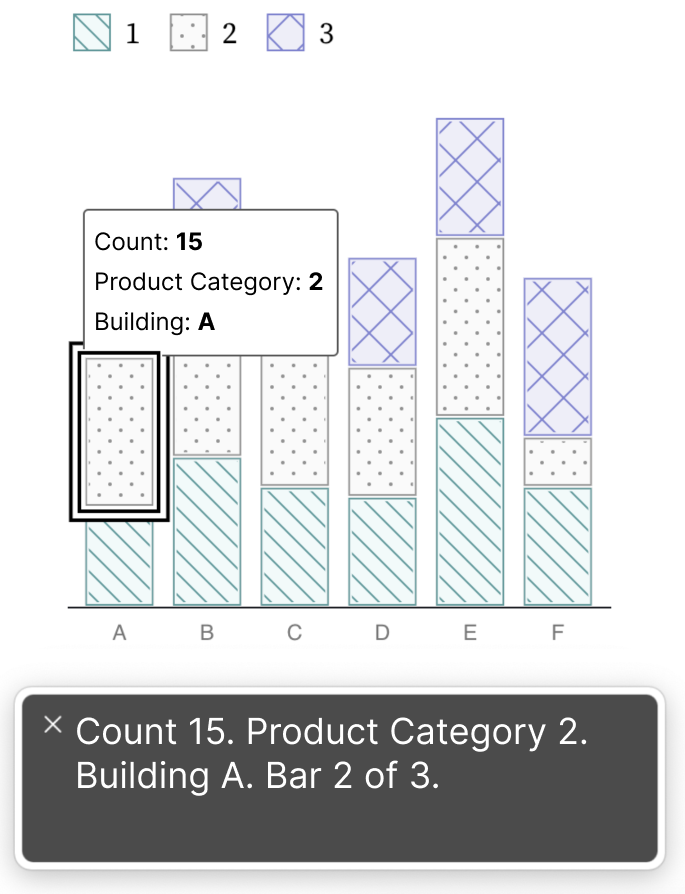 1 2 3
Count: 15
Product Category: 2
Building: A
A B C D E F
× Count 15. Product Category 2.
Building A. Bar 2 of 3.